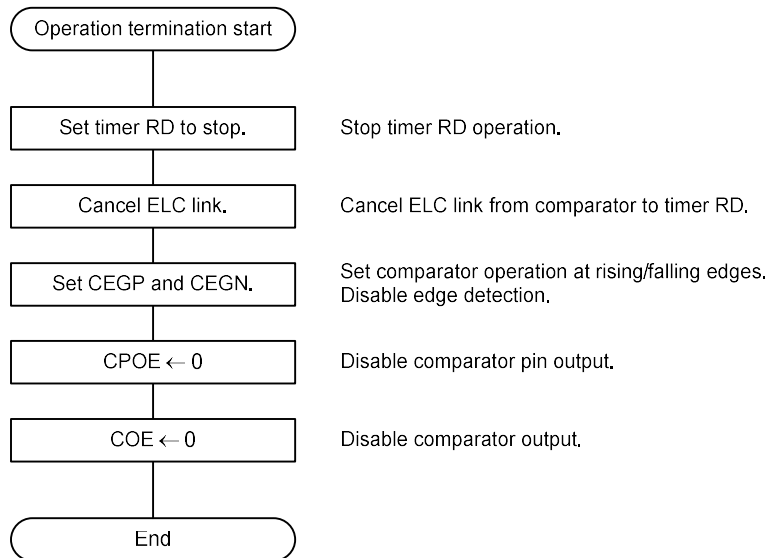 Operation termination start
Set timer RD to stop.
Stop timer RD operation.
Cancel ELC link.
Cancel ELC link from comparator to timer RD.
Set CEGP and CEGN.
Set comparator operation at rising/falling edges.
Disable edge detection.
CPOE ← 0
Disable comparator pin output.
COE ← 0
Disable comparator output.
End